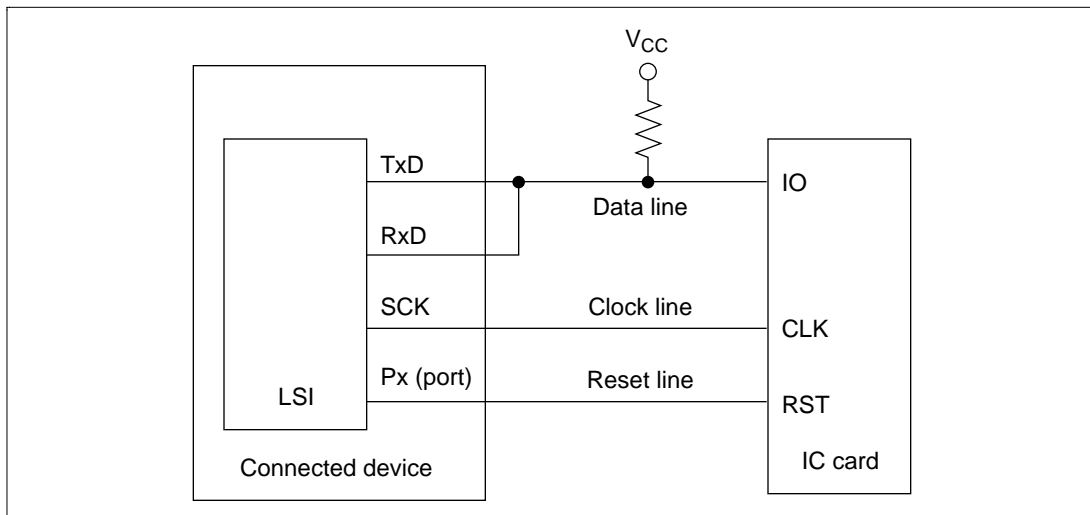 VCC
TxD
IO
Data line
RxD
SCK
Clock line
CLK
Px (port)
Reset line
LSI
RST
Connected device
IC card